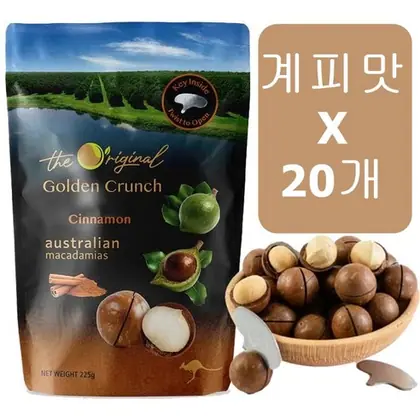 Key Inside
Twist to Open
the Original
Golden Crunch
Cinnamon
australian
macadamias
NET WEIGHT 225g
계피맛
X
20개